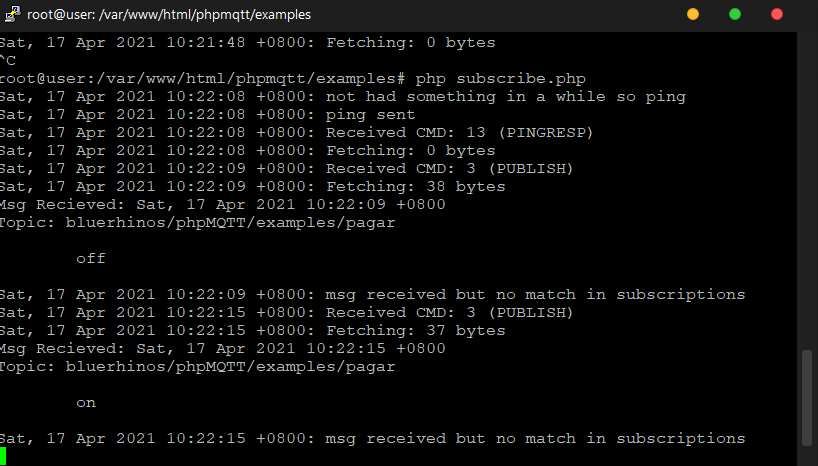 root@user: /var/www/html/phpmqtt/examples
Sat, 17 Apr 2021 10:21:48 +0800: Fetching: 0 bytes
^C
root@user:/var/www/html/phpmqtt/examples# php subscribe.php
Sat, 17 Apr 2021 10:22:08 +0800: not had something in a while so ping
Sat, 17 Apr 2021 10:22:08 +0800: ping sent
Sat, 17 Apr 2021 10:22:08 +0800: Received CMD: 13 (PINGRESP)
Sat, 17 Apr 2021 10:22:08 +0800: Fetching: 0 bytes
Sat, 17 Apr 2021 10:22:09 +0800: Received CMD: 3 (PUBLISH)
Sat, 17 Apr 2021 10:22:09 +0800: Fetching: 38 bytes
Msg Recieved: Sat, 17 Apr 2021 10:22:09 +0800
Topic: bluerhinos/phpMQTT/examples/pagar
off
Sat, 17 Apr 2021 10:22:09 +0800: msg received but no match in subscriptions
Sat, 17 Apr 2021 10:22:15 +0800: Received CMD: 3 (PUBLISH)
Sat, 17 Apr 2021 10:22:15 +0800: Fetching: 37 bytes
Msg Recieved: Sat, 17 Apr 2021 10:22:15 +0800
Topic: bluerhinos/phpMQTT/examples/pagar
on
Sat, 17 Apr 2021 10:22:15 +0800: msg received but no match in subscriptions